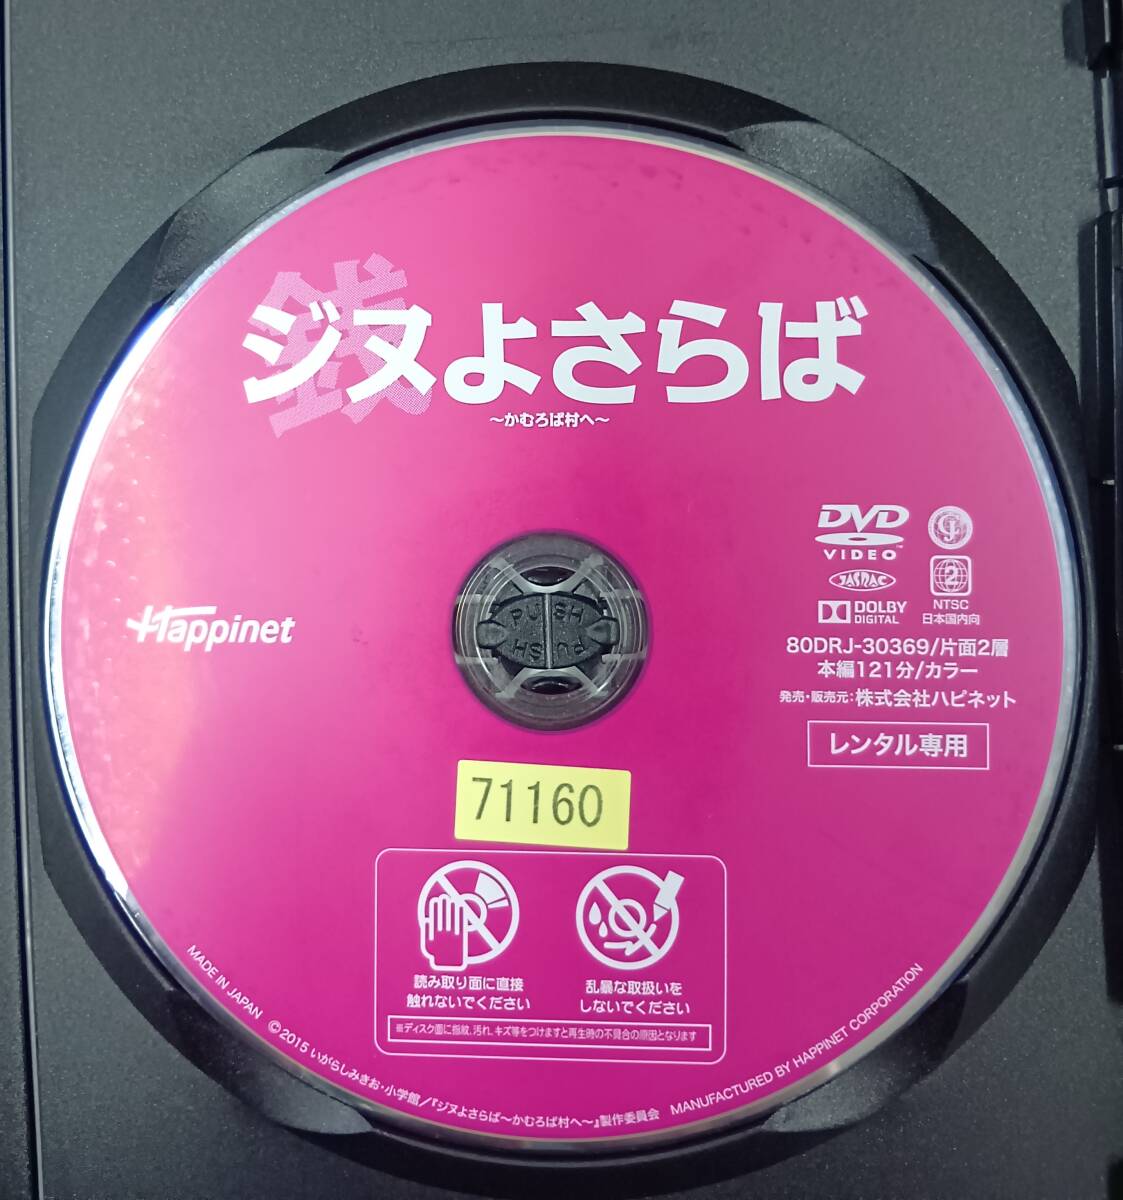 銭
ジヌよさらば
～かむろば村へ～
DVD
VIDEO™
JASRAC
2
DOLBY
DIGITAL
NTSC
日本国内向
Happinet
PUSH
PUSH
80DRJ-30369/片面2層
本編121分/カラー
発売・販売元：株式会社ハピネット
レンタル専用
71160
読み取り面に直接
触れないでください
乱暴な取扱いを
しないでください
※ディスク面に指紋、汚れ、キズ等をつけますと再生時の不具合の原因となります
MADE IN JAPAN ©2015 いがらしみきお・小学館／『ジヌよさらば～かむろば村へ～』製作委員会 MANUFACTURED BY HAPPINET CORPORATION